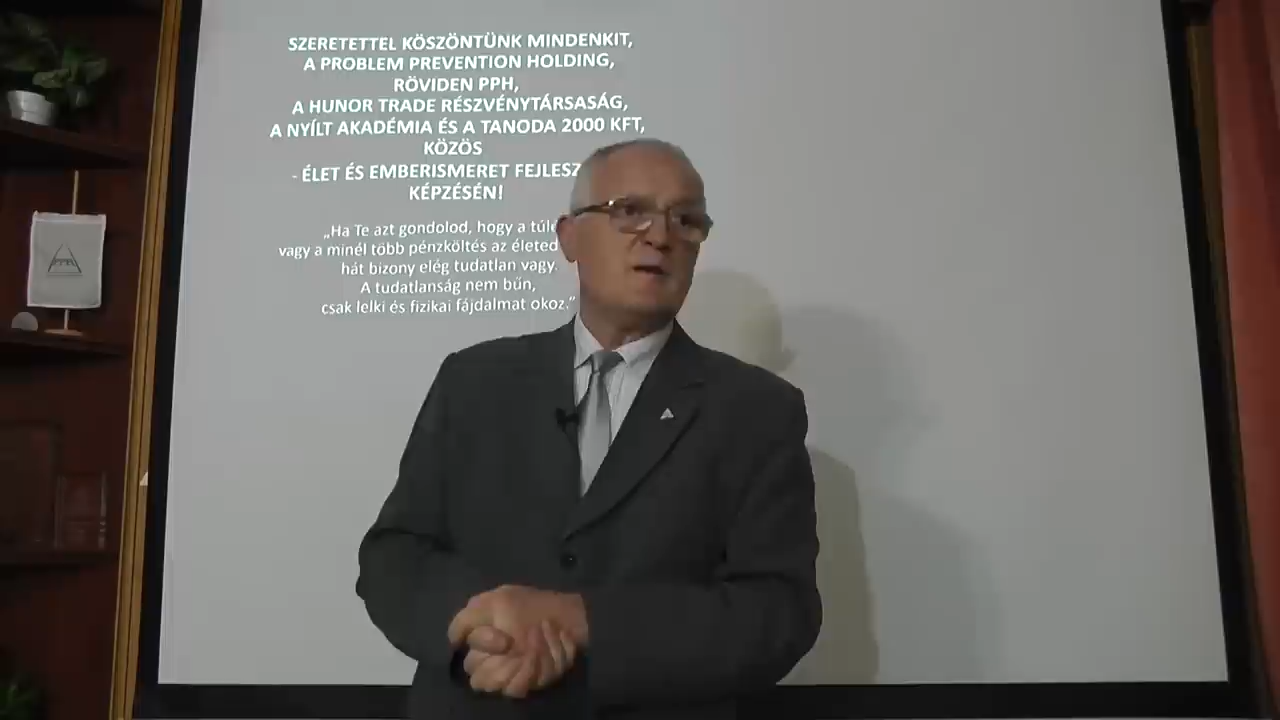 SZERETETTEL KÖSZÖNTÜNK MINDENKIT,
A PROBLEM PREVENTION HOLDING,
RÖVIDEN PPH,
A HUNOR TRADE RÉSZVÉNYTÁRSASÁG,
A NYÍLT AKADÉMIA ÉS A TANODA 2000 KFT,
KÖZÖS
- ÉLET ÉS EMBERISMERET FEJLESZ
KÉPZÉSÉN!
„Ha Te azt gondolod, hogy a túl
vagy a minél több pénzköltés az életed
hát bizony elég tudatlan vagy.
A tudatlanság nem bűn,
csak lelki és fizikai fájdalmat okoz.”